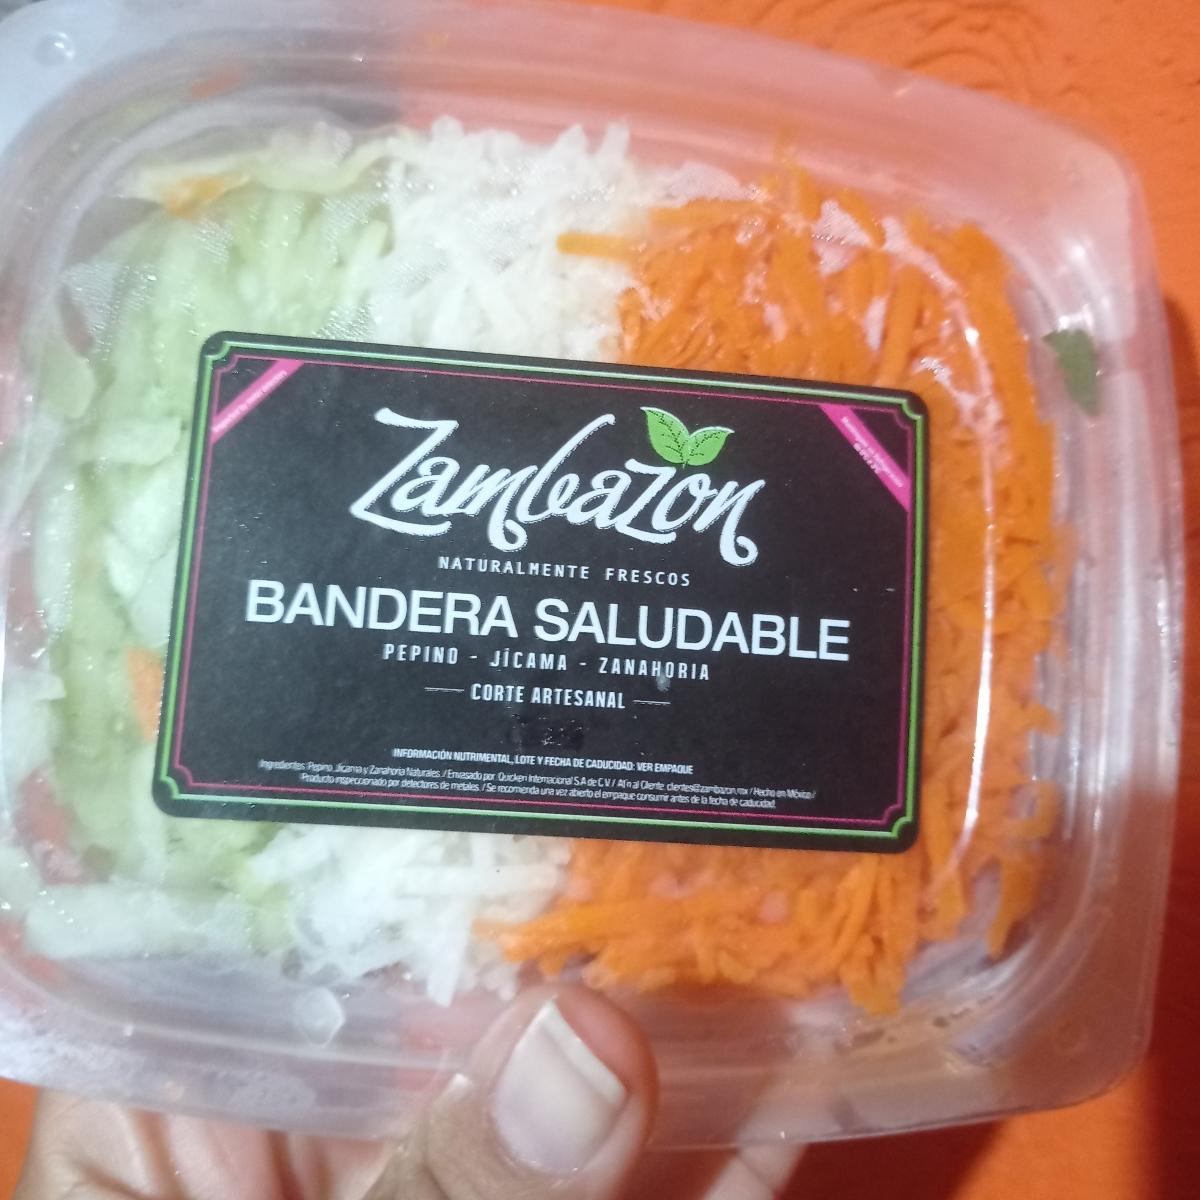 Zambazon
NATURALMENTE FRESCOS
BANDERA SALUDABLE
PEPINO - JÍCAMA - ZANAHORIA
CORTE ARTESANAL
INFORMACIÓN NUTRIMENTAL, LOTE Y FECHA DE CADUCIDAD: VER EMPAQUE
Ingredientes: Pepino, Jícama y Zanahoria Naturales. / Envasado por: Quicken Internacional S.A de C.V / At'n al Cliente: clientes@zambazon.mx / Hecho en México /
Producto inspeccionado por detectores de metales. / Se recomienda una vez abierto el empaque consumir antes de la fecha de caducidad.